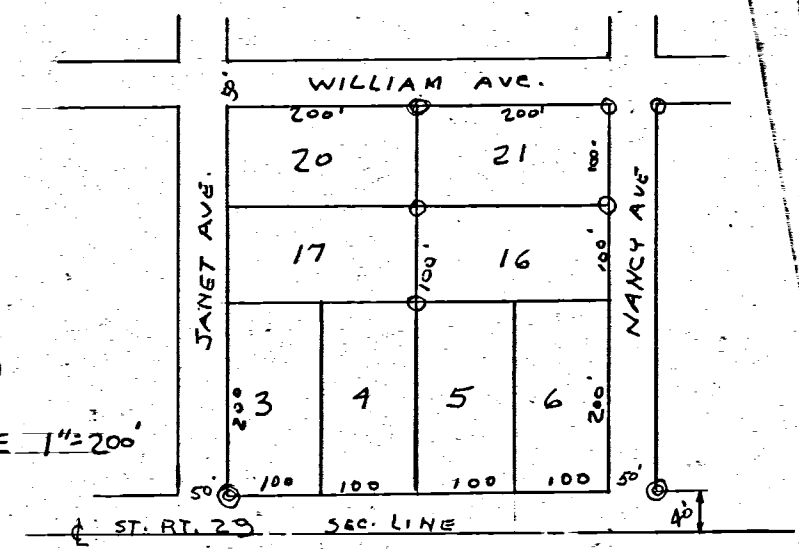 WILLIAM AVE.
200' 200'
20 21 100'
JANET AVE.
17 100' 16 100'
NANCY AVE
200 3 4 5 6 200'
E 1"=200'
50' 100 100 100 100 50'
40'
℄ ST. RT. 29 SEC. LINE